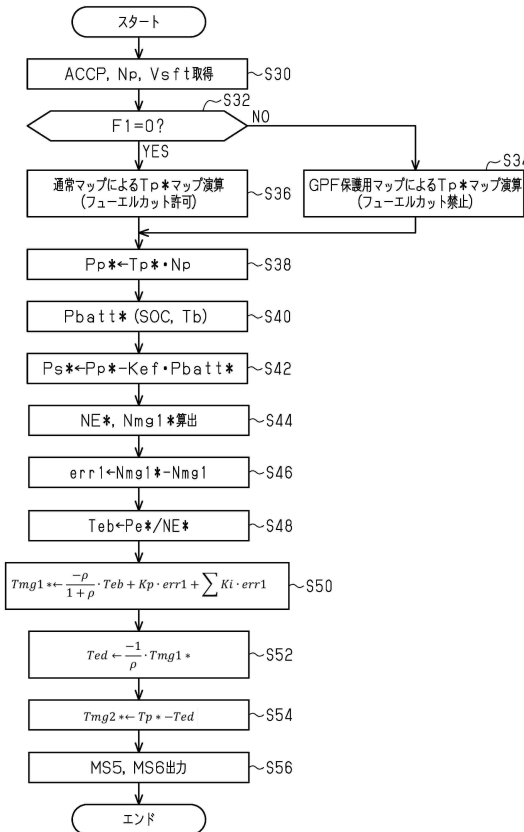 スタート
ACCP, Np, Vsft取得
S30
F1=0?
S32
NO
YES
通常マップによるTp*マップ演算
(フューエルカット許可)
S36
GPF保護用マップによるTp*マップ演算
(フューエルカット禁止)
S34
Pp*←Tp*・Np
S38
Pbatt* (SOC, Tb)
S40
Ps*←Pp*-Kef・Pbatt*
S42
NE*, Nmg1*算出
S44
err1←Nmg1*-Nmg1
S46
Teb←Pe*/NE*
S48
Tmg1 *← -ρ/(1 + ρ) · Teb + Kp · err1 + ∑ Ki · err1
S50
Ted ← -1/ρ · Tmg1 *
S52
Tmg2 *← Tp * -Ted
S54
MS5, MS6出力
S56
エンド